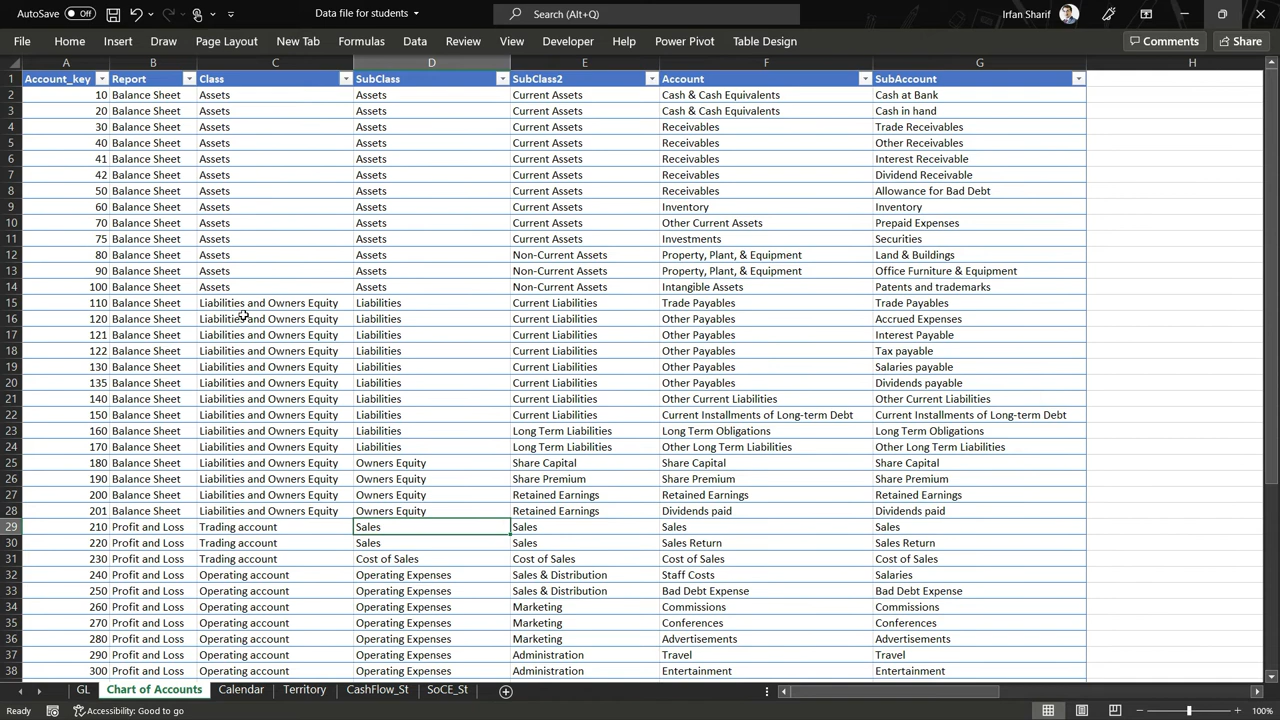 AutoSave Off Data file for students Search (Alt+Q) Irfan Sharif
File Home Insert Draw Page Layout New Tab Formulas Data Review View Developer Help Power Pivot Table Design Comments Share
A B C D E F G H
1 Account_key Report Class SubClass SubClass2 Account SubAccount
2 10 Balance Sheet Assets Assets Current Assets Cash & Cash Equivalents Cash at Bank
3 20 Balance Sheet Assets Assets Current Assets Cash & Cash Equivalents Cash in hand
4 30 Balance Sheet Assets Assets Current Assets Receivables Trade Receivables
5 40 Balance Sheet Assets Assets Current Assets Receivables Other Receivables
6 41 Balance Sheet Assets Assets Current Assets Receivables Interest Receivable
7 42 Balance Sheet Assets Assets Current Assets Receivables Dividend Receivable
8 50 Balance Sheet Assets Assets Current Assets Receivables Allowance for Bad Debt
9 60 Balance Sheet Assets Assets Current Assets Inventory Inventory
10 70 Balance Sheet Assets Assets Current Assets Other Current Assets Prepaid Expenses
11 75 Balance Sheet Assets Assets Current Assets Investments Securities
12 80 Balance Sheet Assets Assets Non-Current Assets Property, Plant, & Equipment Land & Buildings
13 90 Balance Sheet Assets Assets Non-Current Assets Property, Plant, & Equipment Office Furniture & Equipment
14 100 Balance Sheet Assets Assets Non-Current Assets Intangible Assets Patents and trademarks
15 110 Balance Sheet Liabilities and Owners Equity Liabilities Current Liabilities Trade Payables Trade Payables
16 120 Balance Sheet Liabilities and Owners Equity Liabilities Current Liabilities Other Payables Accrued Expenses
17 121 Balance Sheet Liabilities and Owners Equity Liabilities Current Liabilities Other Payables Interest Payable
18 122 Balance Sheet Liabilities and Owners Equity Liabilities Current Liabilities Other Payables Tax payable
19 130 Balance Sheet Liabilities and Owners Equity Liabilities Current Liabilities Other Payables Salaries payable
20 135 Balance Sheet Liabilities and Owners Equity Liabilities Current Liabilities Other Payables Dividends payable
21 140 Balance Sheet Liabilities and Owners Equity Liabilities Current Liabilities Other Current Liabilities Other Current Liabilities
22 150 Balance Sheet Liabilities and Owners Equity Liabilities Current Liabilities Current Installments of Long-term Debt Current Installments of Long-term Debt
23 160 Balance Sheet Liabilities and Owners Equity Liabilities Long Term Liabilities Long Term Obligations Long Term Obligations
24 170 Balance Sheet Liabilities and Owners Equity Liabilities Long Term Liabilities Other Long Term Liabilities Other Long Term Liabilities
25 180 Balance Sheet Liabilities and Owners Equity Owners Equity Share Capital Share Capital Share Capital
26 190 Balance Sheet Liabilities and Owners Equity Owners Equity Share Premium Share Premium Share Premium
27 200 Balance Sheet Liabilities and Owners Equity Owners Equity Retained Earnings Retained Earnings Retained Earnings
28 201 Balance Sheet Liabilities and Owners Equity Owners Equity Retained Earnings Dividends paid Dividends paid
29 210 Profit and Loss Trading account Sales Sales Sales Sales
30 220 Profit and Loss Trading account Sales Sales Sales Return Sales Return
31 230 Profit and Loss Trading account Cost of Sales Cost of Sales Cost of Sales Cost of Sales
32 240 Profit and Loss Operating account Operating Expenses Sales & Distribution Staff Costs Salaries
33 250 Profit and Loss Operating account Operating Expenses Sales & Distribution Bad Debt Expense Bad Debt Expense
34 260 Profit and Loss Operating account Operating Expenses Marketing Commissions Commissions
35 270 Profit and Loss Operating account Operating Expenses Marketing Conferences Conferences
36 280 Profit and Loss Operating account Operating Expenses Marketing Advertisements Advertisements
37 290 Profit and Loss Operating account Operating Expenses Administration Travel Travel
38 300 Profit and Loss Operating account Operating Expenses Administration Entertainment Entertainment
GL Chart of Accounts Calendar Territory CashFlow_St SoCE_St
Ready Accessibility: Good to go 100%